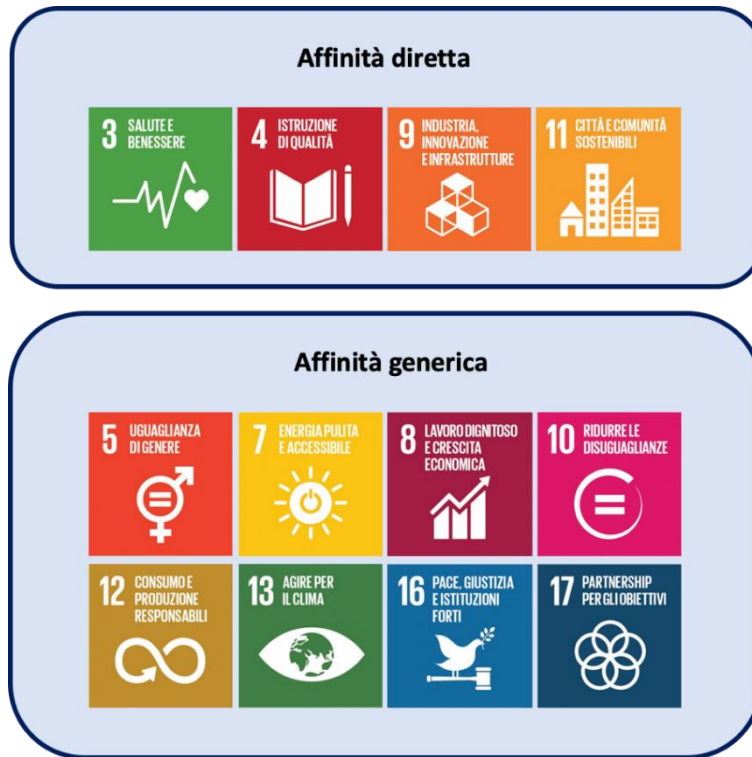 Affinità diretta
3 SALUTE E
BENESSERE
4 ISTRUZIONE
DI QUALITÀ
9 INDUSTRIA,
INNOVAZIONE
E INFRASTRUTTURE
11 CITTÀ E COMUNITÀ
SOSTENIBILI
Affinità generica
5 UGUAGLIANZA
DI GENERE
7 ENERGIA PULITA
E ACCESSIBILE
8 LAVORO DIGNITOSO
E CRESCITA
ECONOMICA
10 RIDURRE LE
DISUGUAGLIANZE
12 CONSUMO E
PRODUZIONE
RESPONSABILI
13 AGIRE PER
IL CLIMA
16 PACE, GIUSTIZIA
E ISTITUZIONI
FORTI
17 PARTNERSHIP
PER GLI OBIETTIVI